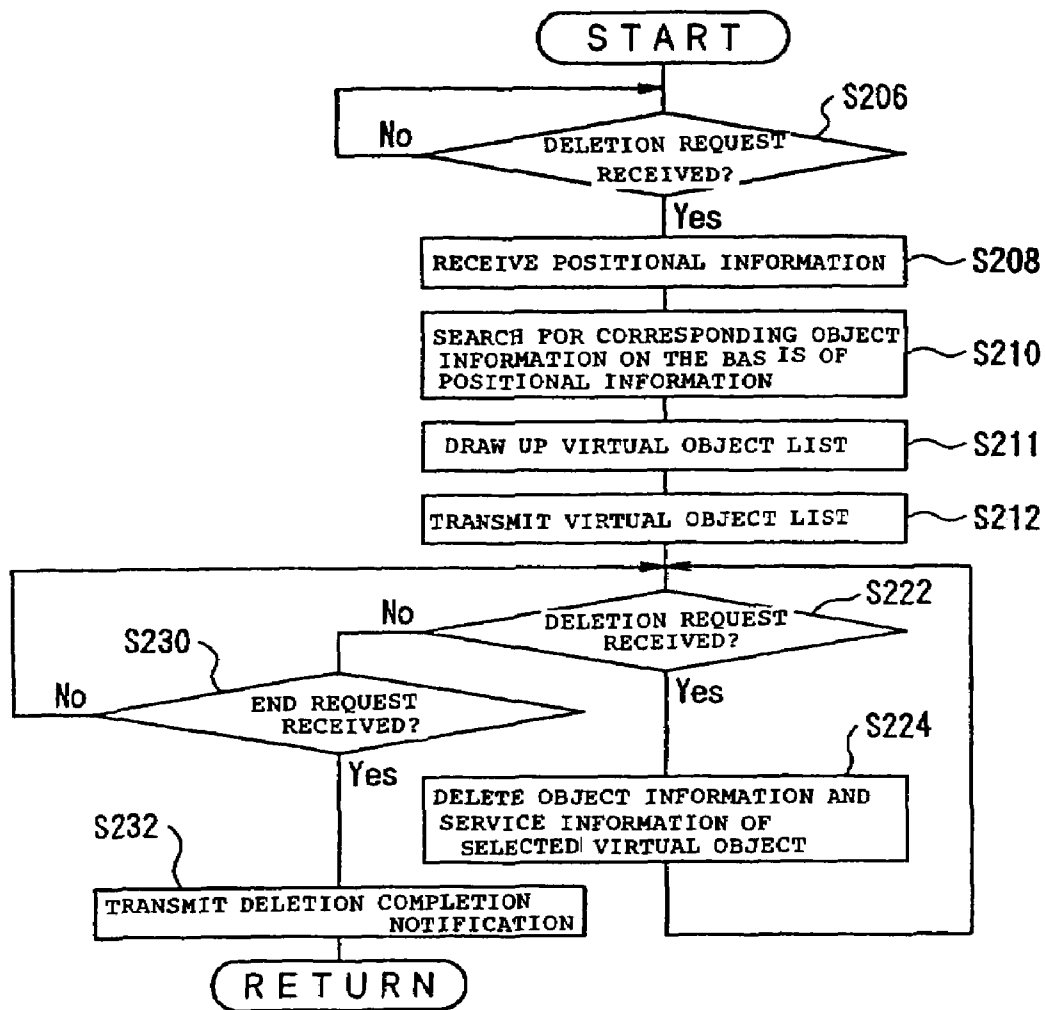 START
S206
No
DELETION REQUEST
RECEIVED?
Yes
RECEIVE POSITIONAL INFORMATION
S208
SEARCH FOR CORRESPONDING OBJECT
INFORMATION ON THE BAS IS OF
POSITIONAL INFORMATION
S210
DRAW UP VIRTUAL OBJECT LIST
S211
TRANSMIT VIRTUAL OBJECT LIST
S212
S222
No
DELETION REQUEST
RECEIVED?
Yes
S230
No
END REQUEST
RECEIVED?
Yes
S224
DELETE OBJECT INFORMATION AND
SERVICE INFORMATION OF
SELECTED VIRTUAL OBJECT
S232
TRANSMIT DELETION COMPLETION
NOTIFICATION
RETURN